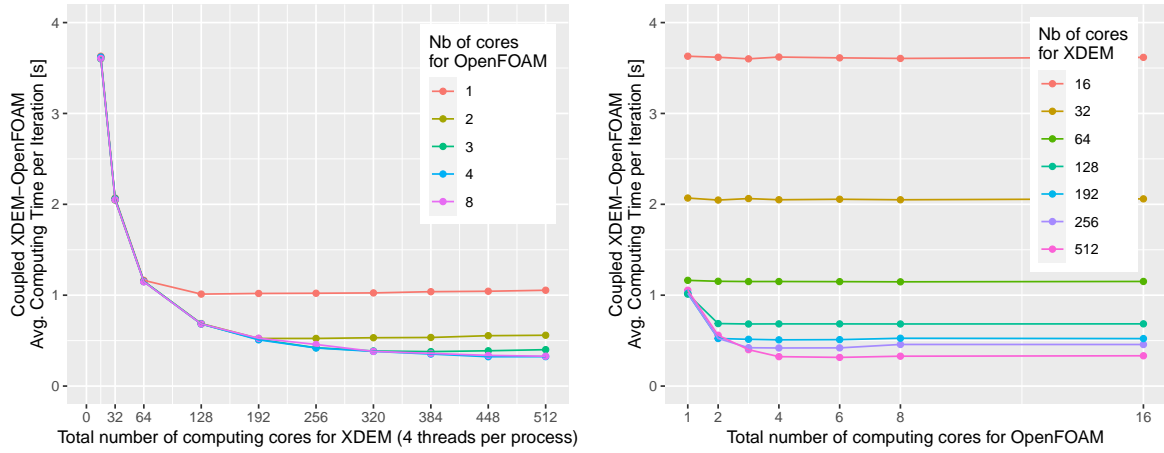 Coupled XDEM−OpenFOAM
Avg. Computing Time per Iteration [s]
4
3
2
1
0
Nb of cores
for OpenFOAM
1
2
3
4
8
0 32 64 128 192 256 320 384 448 512
Total number of computing cores for XDEM (4 threads per process)
Coupled XDEM−OpenFOAM
Avg. Computing Time per Iteration [s]
4
3
2
1
0
Nb of cores
for XDEM
16
32
64
128
192
256
512
1 2 4 6 8 16
Total number of computing cores for OpenFOAM